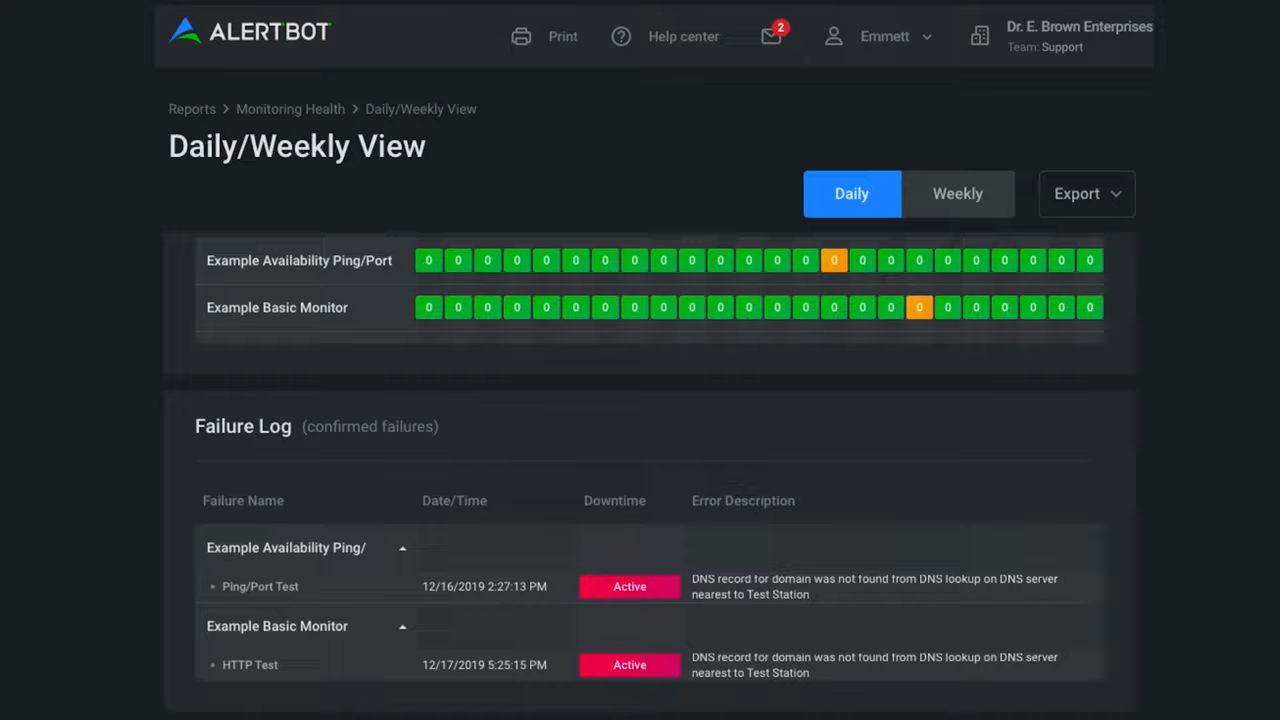 ALERTBOT
Print
Help center
2
Emmett
Dr. E. Brown Enterprises
Team: Support
Reports > Monitoring Health > Daily/Weekly View
Daily/Weekly View
Daily
Weekly
Export
Example Availability Ping/Port 0 0 0 0 0 0 0 0 0 0 0 0 0 0 0 0 0 0 0 0 0 0 0 0
Example Basic Monitor 0 0 0 0 0 0 0 0 0 0 0 0 0 0 0 0 0 0 0 0 0 0 0 0
Failure Log (confirmed failures)
Failure Name Date/Time Downtime Error Description
Example Availability Ping/
• Ping/Port Test 12/16/2019 2:27:13 PM Active DNS record for domain was not found from DNS lookup on DNS server
nearest to Test Station
Example Basic Monitor
• HTTP Test 12/17/2019 5:25:15 PM Active DNS record for domain was not found from DNS lookup on DNS server
nearest to Test Station